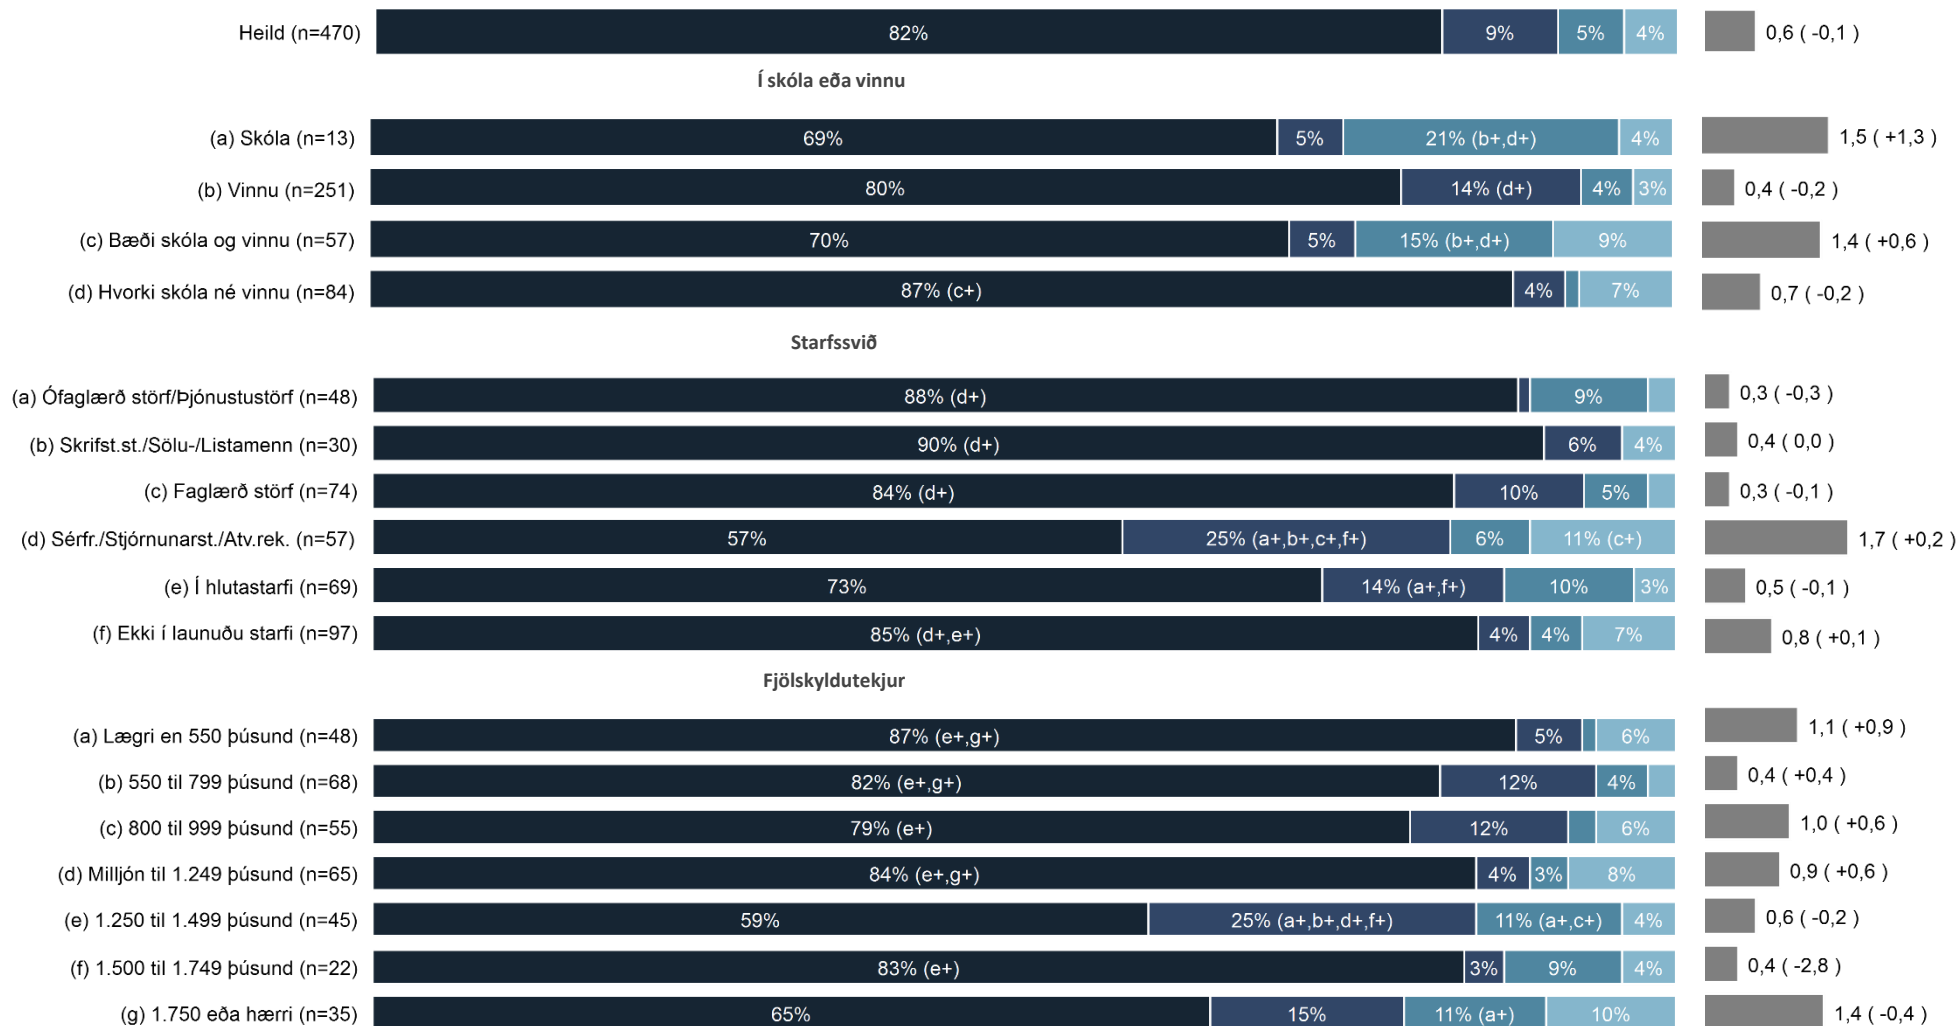 Heild (n=470) 82% 9% 5% 4% 0,6 ( -0,1 )
Í skóla eða vinnu
(a) Skóla (n=13) 69% 5% 21% (b+,d+) 4% 1,5 ( +1,3 )
(b) Vinnu (n=251) 80% 14% (d+) 4% 3% 0,4 ( -0,2 )
(c) Bæði skóla og vinnu (n=57) 70% 5% 15% (b+,d+) 9% 1,4 ( +0,6 )
(d) Hvorki skóla né vinnu (n=84) 87% (c+) 4% 7% 0,7 ( -0,2 )
Starfssvið
(a) Ófaglærð störf/Þjónustustörf (n=48) 88% (d+) 9% 0,3 ( -0,3 )
(b) Skrifst.st./Sölu-/Listamenn (n=30) 90% (d+) 6% 4% 0,4 ( 0,0 )
(c) Faglærð störf (n=74) 84% (d+) 10% 5% 0,3 ( -0,1 )
(d) Sérfr./Stjórnunarst./Atv.rek. (n=57) 57% 25% (a+,b+,c+,f+) 6% 11% (c+) 1,7 ( +0,2 )
(e) Í hlutastarfi (n=69) 73% 14% (a+,f+) 10% 3% 0,5 ( -0,1 )
(f) Ekki í launuðu starfi (n=97) 85% (d+,e+) 4% 4% 7% 0,8 ( +0,1 )
Fjölskyldutekjur
(a) Lægri en 550 þúsund (n=48) 87% (e+,g+) 5% 6% 1,1 ( +0,9 )
(b) 550 til 799 þúsund (n=68) 82% (e+,g+) 12% 4% 0,4 ( +0,4 )
(c) 800 til 999 þúsund (n=55) 79% (e+) 12% 6% 1,0 ( +0,6 )
(d) Milljón til 1.249 þúsund (n=65) 84% (e+,g+) 4% 3% 8% 0,9 ( +0,6 )
(e) 1.250 til 1.499 þúsund (n=45) 59% 25% (a+,b+,d+,f+) 11% (a+,c+) 4% 0,6 ( -0,2 )
(f) 1.500 til 1.749 þúsund (n=22) 83% (e+) 3% 9% 4% 0,4 ( -2,8 )
(g) 1.750 eða hærri (n=35) 65% 15% 11% (a+) 10% 1,4 ( -0,4 )